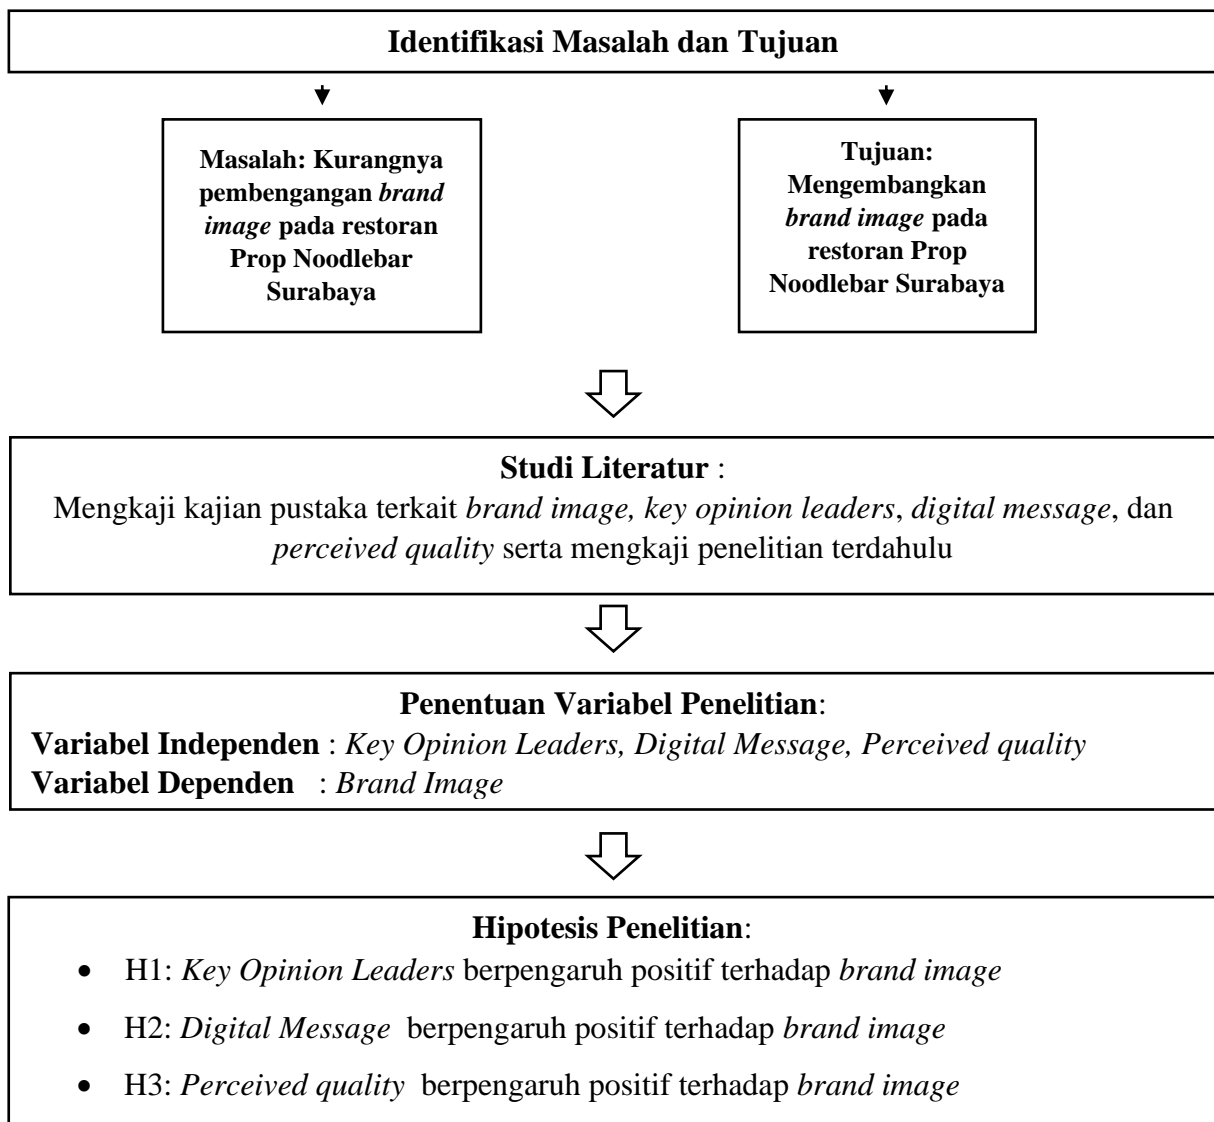 Identifikasi Masalah dan Tujuan
Masalah: Kurangnya
pembengangan brand
image pada restoran
Prop Noodlebar
Surabaya
Tujuan:
Mengembangkan
brand image pada
restoran Prop
Noodlebar Surabaya
Studi Literatur :
Mengkaji kajian pustaka terkait brand image, key opinion leaders, digital message, dan
perceived quality serta mengkaji penelitian terdahulu
Penentuan Variabel Penelitian:
Variabel Independen : Key Opinion Leaders, Digital Message, Perceived quality
Variabel Dependen : Brand Image
Hipotesis Penelitian:
• H1: Key Opinion Leaders berpengaruh positif terhadap brand image
• H2: Digital Message berpengaruh positif terhadap brand image
• H3: Perceived quality berpengaruh positif terhadap brand image